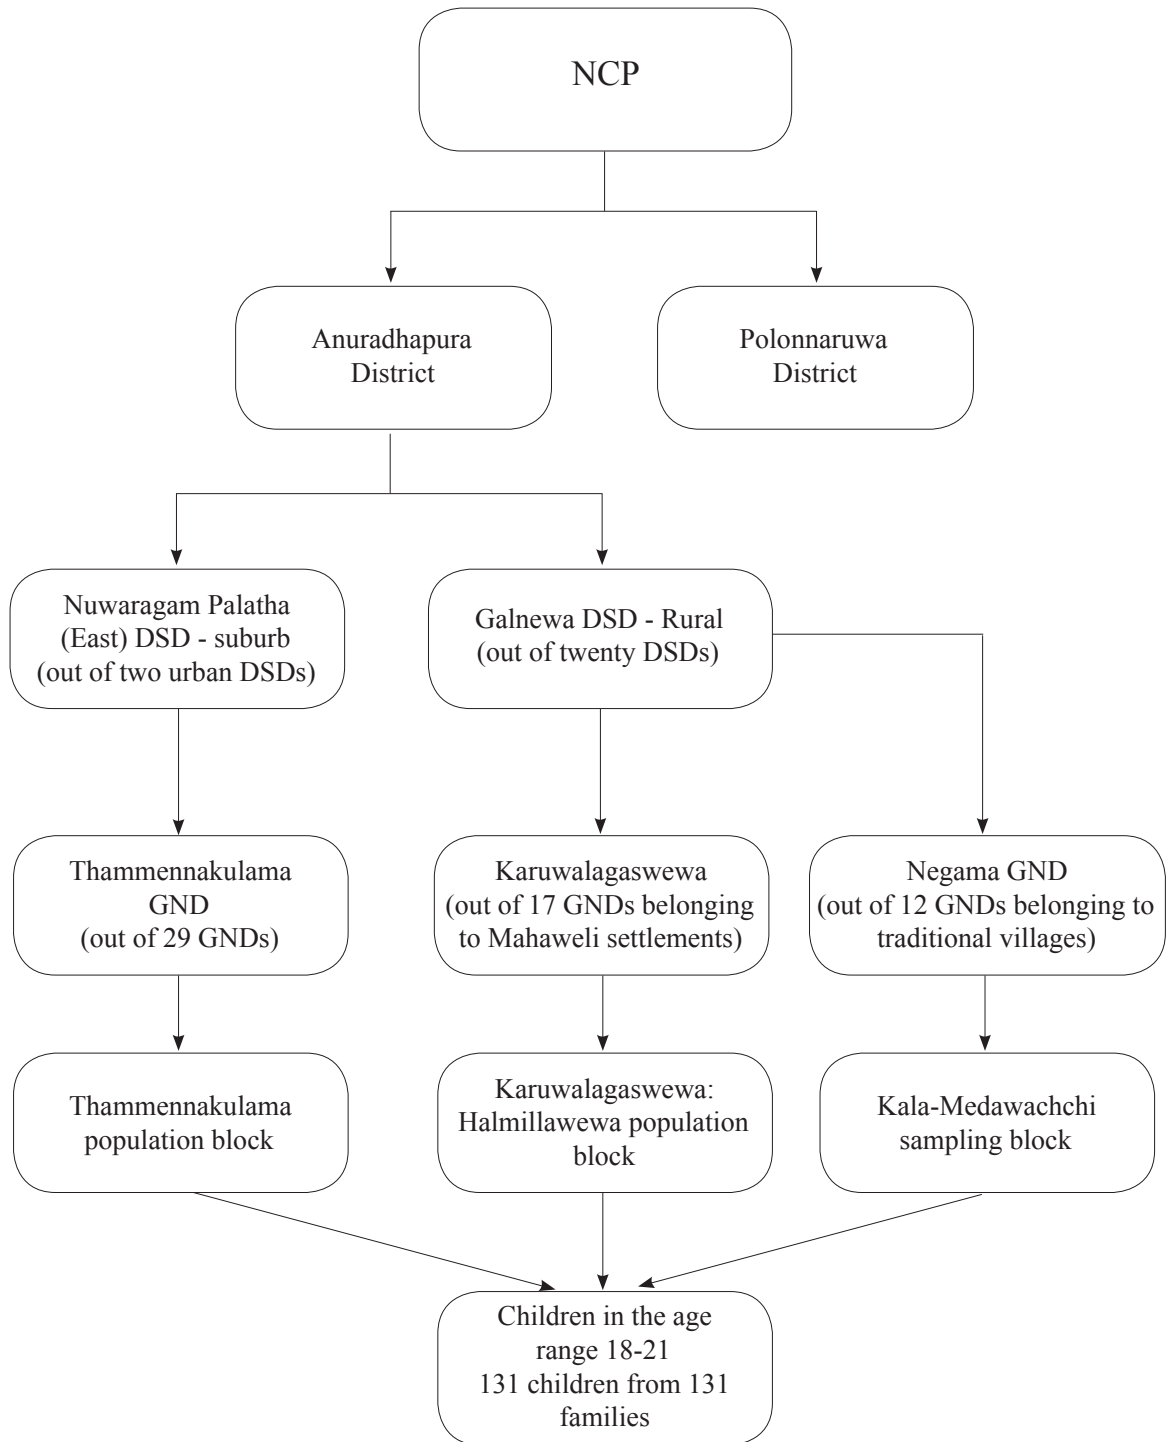 NCP
Anuradhapura
District
Polonnaruwa
District
Nuwaragam Palatha
(East) DSD - suburb
(out of two urban DSDs)
Galnewa DSD - Rural
(out of twenty DSDs)
Thammennakulama
GND
(out of 29 GNDs)
Karuwalagaswewa
(out of 17 GNDs belonging
to Mahaweli settlements)
Negama GND
(out of 12 GNDs belonging to
traditional villages)
Thammennakulama
population block
Karuwalagaswewa:
Halmillawewa population
block
Kala-Medawachchi
sampling block
Children in the age
range 18-21
131 children from 131
families